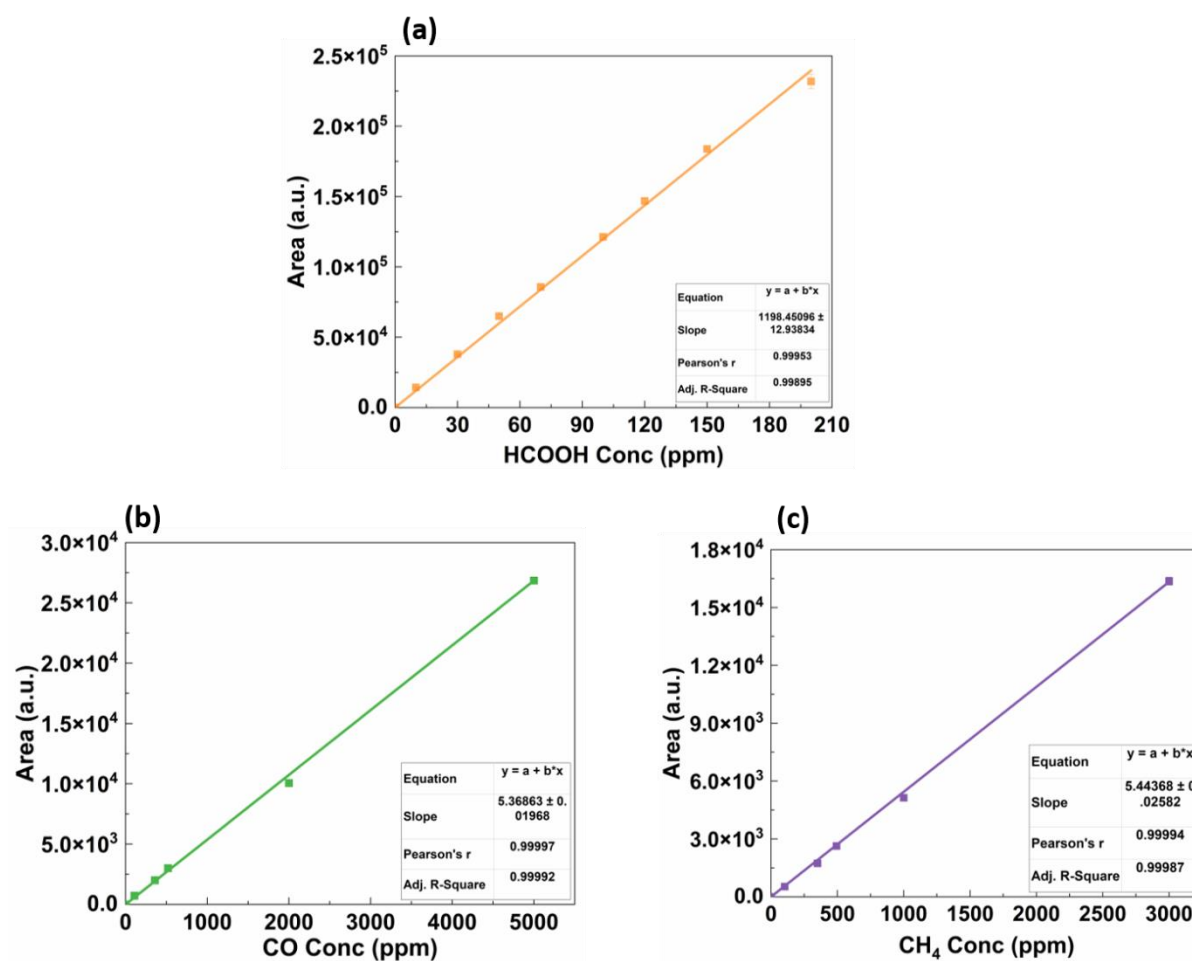 (a)
2.5×10⁵
2.0×10⁵
1.5×10⁵
1.0×10⁵
5.0×10⁴
0.0
Area (a.u.)
0 30 60 90 120 150 180 210
HCOOH Conc (ppm)
Equation y = a + b*x
Slope 1198.45096 ±
12.93834
Pearson's r 0.99953
Adj. R-Square 0.99895
(b)
3.0×10⁴
2.5×10⁴
2.0×10⁴
1.5×10⁴
1.0×10⁴
5.0×10³
0.0
Area (a.u.)
0 1000 2000 3000 4000 5000
CO Conc (ppm)
Equation y = a + b*x
Slope 5.36863 ± 0.
01968
Pearson's r 0.99997
Adj. R-Square 0.99992
(c)
1.8×10⁴
1.5×10⁴
1.2×10⁴
9.0×10³
6.0×10³
3.0×10³
0.0
Area (a.u.)
0 500 1000 1500 2000 2500 3000
CH₄ Conc (ppm)
Equation y = a + b*x
Slope 5.44368 ± 0
.02582
Pearson's r 0.99994
Adj. R-Square 0.99987